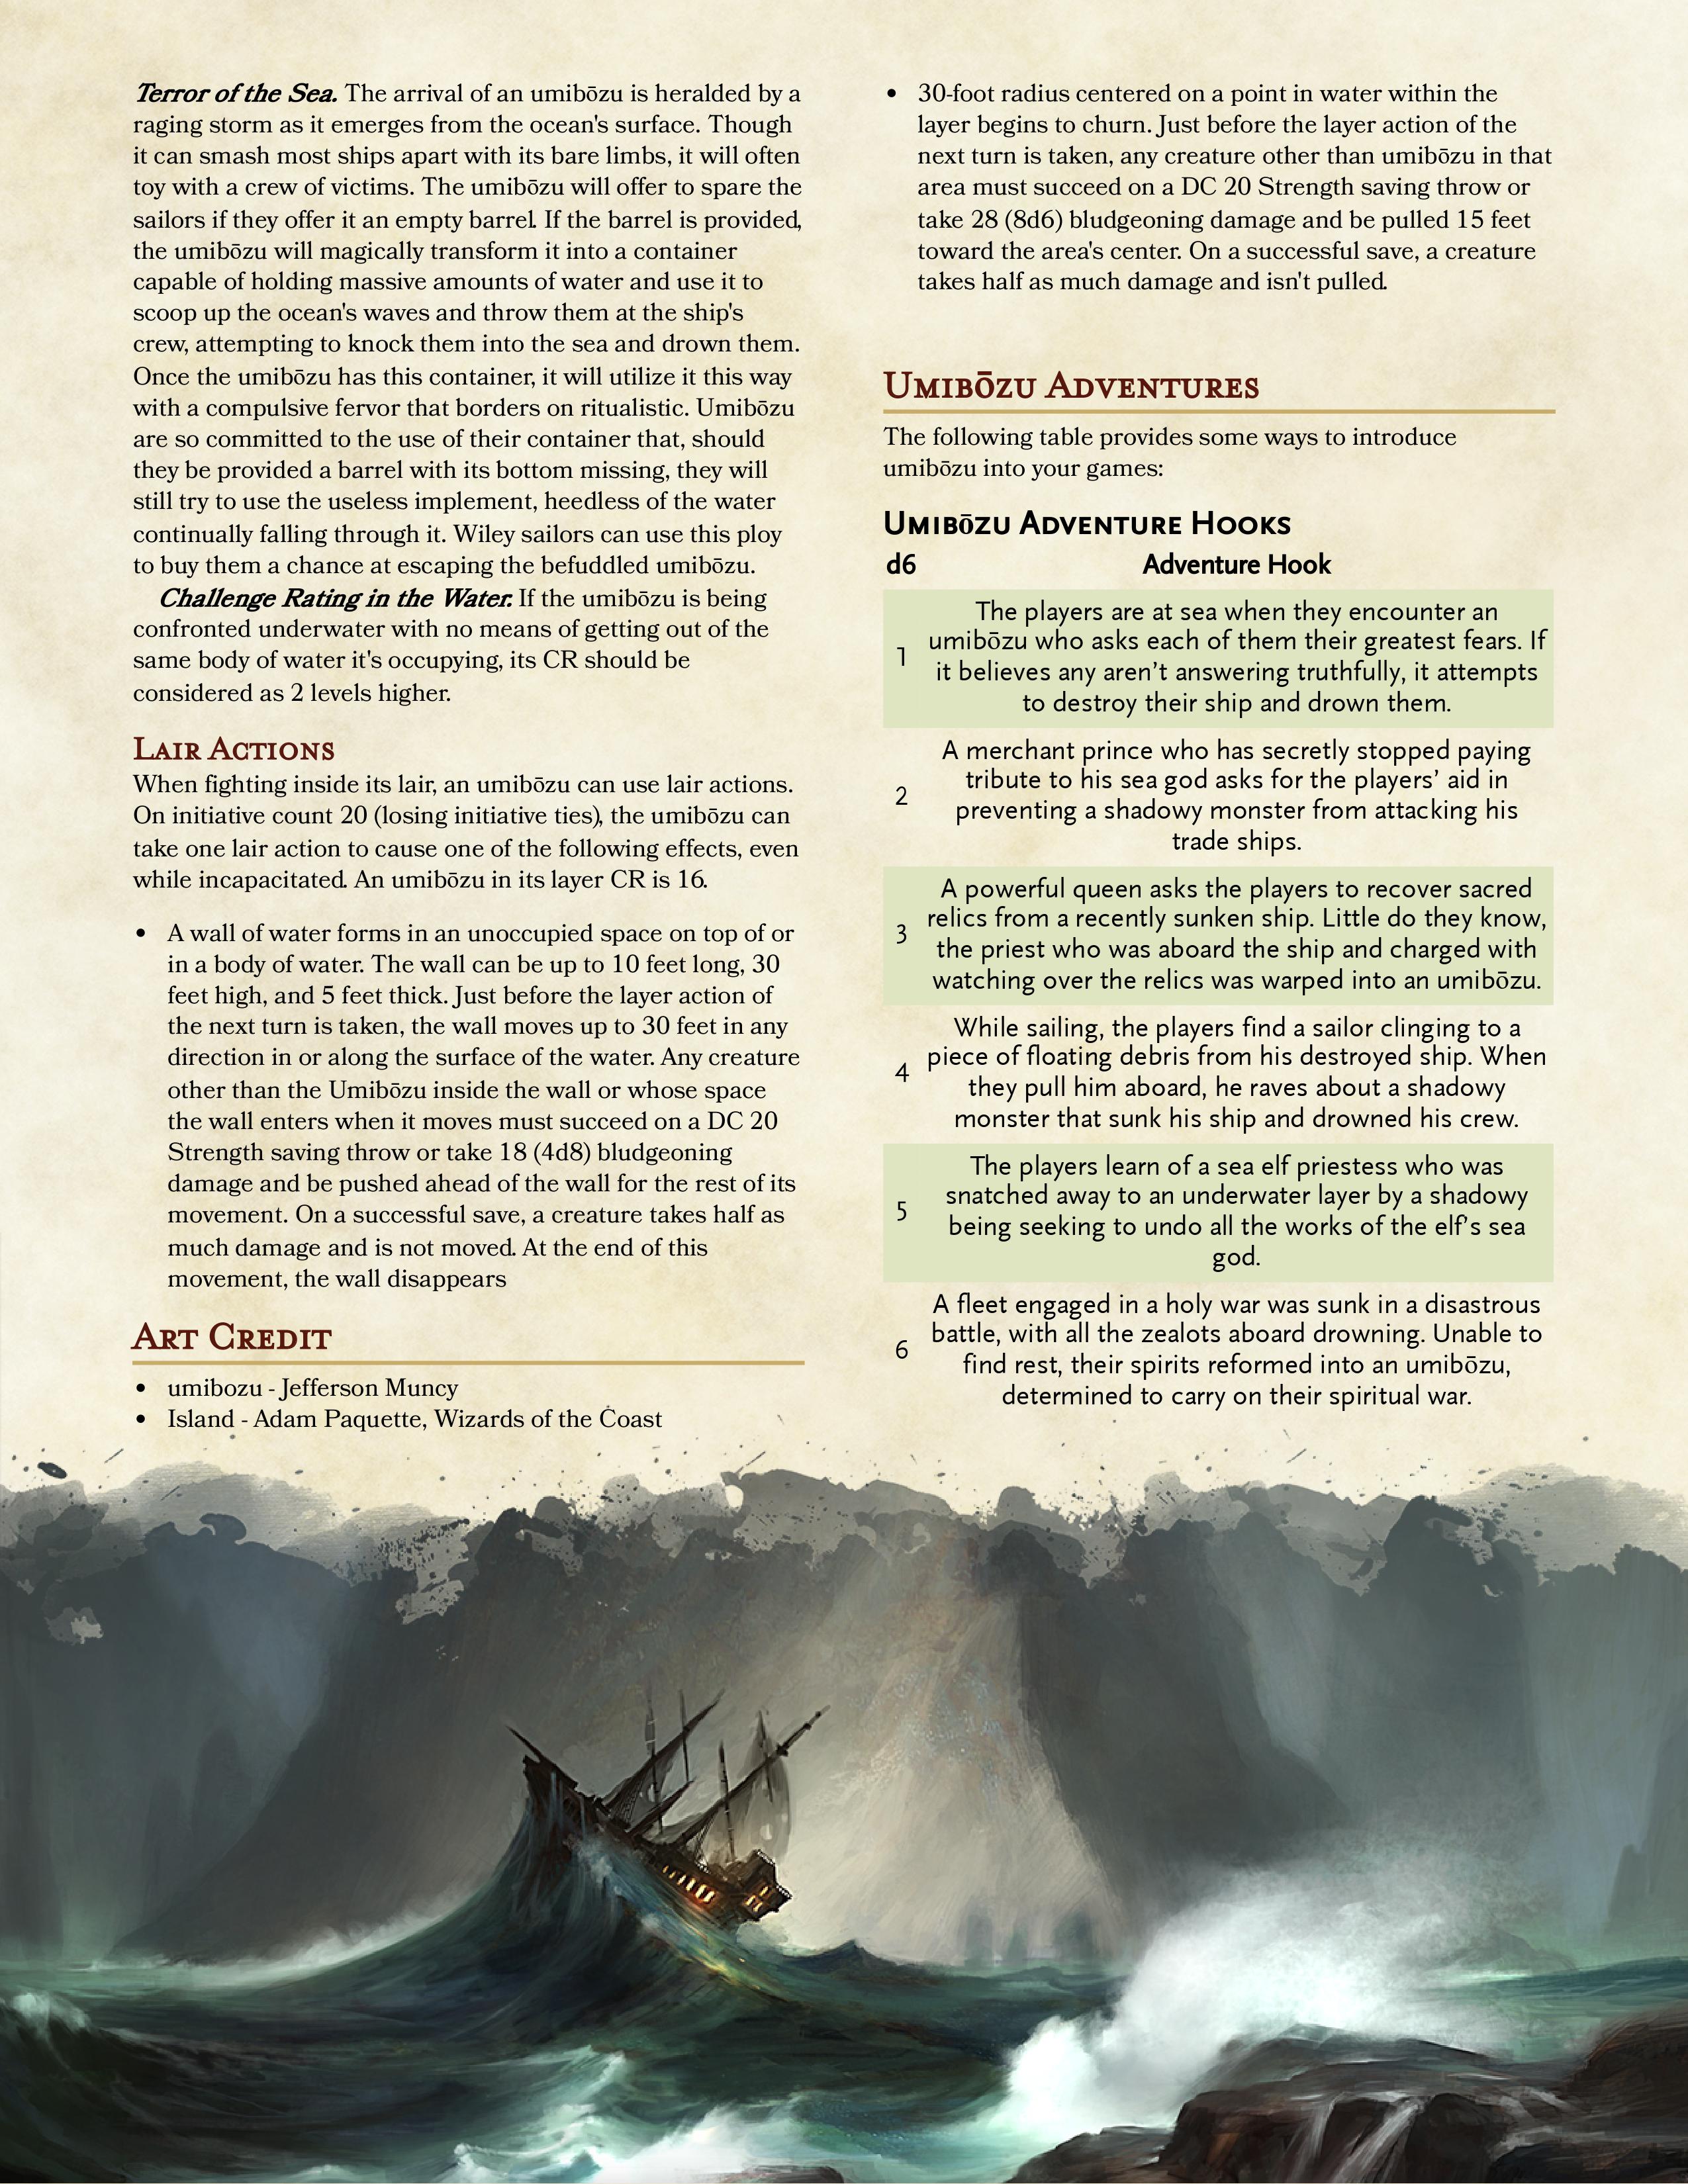 Terror of the Sea. The arrival of an umibōzu is heralded by a
raging storm as it emerges from the ocean's surface. Though
it can smash most ships apart with its bare limbs, it will often
toy with a crew of victims. The umibōzu will offer to spare the
sailors if they offer it an empty barrel. If the barrel is provided,
the umibōzu will magically transform it into a container
capable of holding massive amounts of water and use it to
scoop up the ocean's waves and throw them at the ship's
crew, attempting to knock them into the sea and drown them.
Once the umibōzu has this container, it will utilize it this way
with a compulsive fervor that borders on ritualistic. Umibōzu
are so committed to the use of their container that, should
they be provided a barrel with its bottom missing, they will
still try to use the useless implement, heedless of the water
continually falling through it. Wiley sailors can use this ploy
to buy them a chance at escaping the befuddled umibōzu.
Challenge Rating in the Water. If the umibōzu is being
confronted underwater with no means of getting out of the
same body of water it's occupying, its CR should be
considered as 2 levels higher.
Lair Actions
When fighting inside its lair, an umibōzu can use lair actions.
On initiative count 20 (losing initiative ties), the umibōzu can
take one lair action to cause one of the following effects, even
while incapacitated. An umibōzu in its layer CR is 16.
• A wall of water forms in an unoccupied space on top of or
in a body of water. The wall can be up to 10 feet long, 30
feet high, and 5 feet thick. Just before the layer action of
the next turn is taken, the wall moves up to 30 feet in any
direction in or along the surface of the water. Any creature
other than the Umibōzu inside the wall or whose space
the wall enters when it moves must succeed on a DC 20
Strength saving throw or take 18 (4d8) bludgeoning
damage and be pushed ahead of the wall for the rest of its
movement. On a successful save, a creature takes half as
much damage and is not moved. At the end of this
movement, the wall disappears
Art Credit
• umibozu - Jefferson Muncy
• Island - Adam Paquette, Wizards of the Coast
• 30-foot radius centered on a point in water within the
layer begins to churn. Just before the layer action of the
next turn is taken, any creature other than umibōzu in that
area must succeed on a DC 20 Strength saving throw or
take 28 (8d6) bludgeoning damage and be pulled 15 feet
toward the area's center. On a successful save, a creature
takes half as much damage and isn't pulled.
Umibōzu Adventures
The following table provides some ways to introduce
umibōzu into your games:
Umibōzu Adventure Hooks
d6 Adventure Hook
1
The players are at sea when they encounter an
umibōzu who asks each of them their greatest fears. If
it believes any aren't answering truthfully, it attempts
to destroy their ship and drown them.
2
A merchant prince who has secretly stopped paying
tribute to his sea god asks for the players' aid in
preventing a shadowy monster from attacking his
trade ships.
3
A powerful queen asks the players to recover sacred
relics from a recently sunken ship. Little do they know,
the priest who was aboard the ship and charged with
watching over the relics was warped into an umibōzu.
4
While sailing, the players find a sailor clinging to a
piece of floating debris from his destroyed ship. When
they pull him aboard, he raves about a shadowy
monster that sunk his ship and drowned his crew.
5
The players learn of a sea elf priestess who was
snatched away to an underwater layer by a shadowy
being seeking to undo all the works of the elf's sea
god.
6
A fleet engaged in a holy war was sunk in a disastrous
battle, with all the zealots aboard drowning. Unable to
find rest, their spirits reformed into an umibōzu,
determined to carry on their spiritual war.